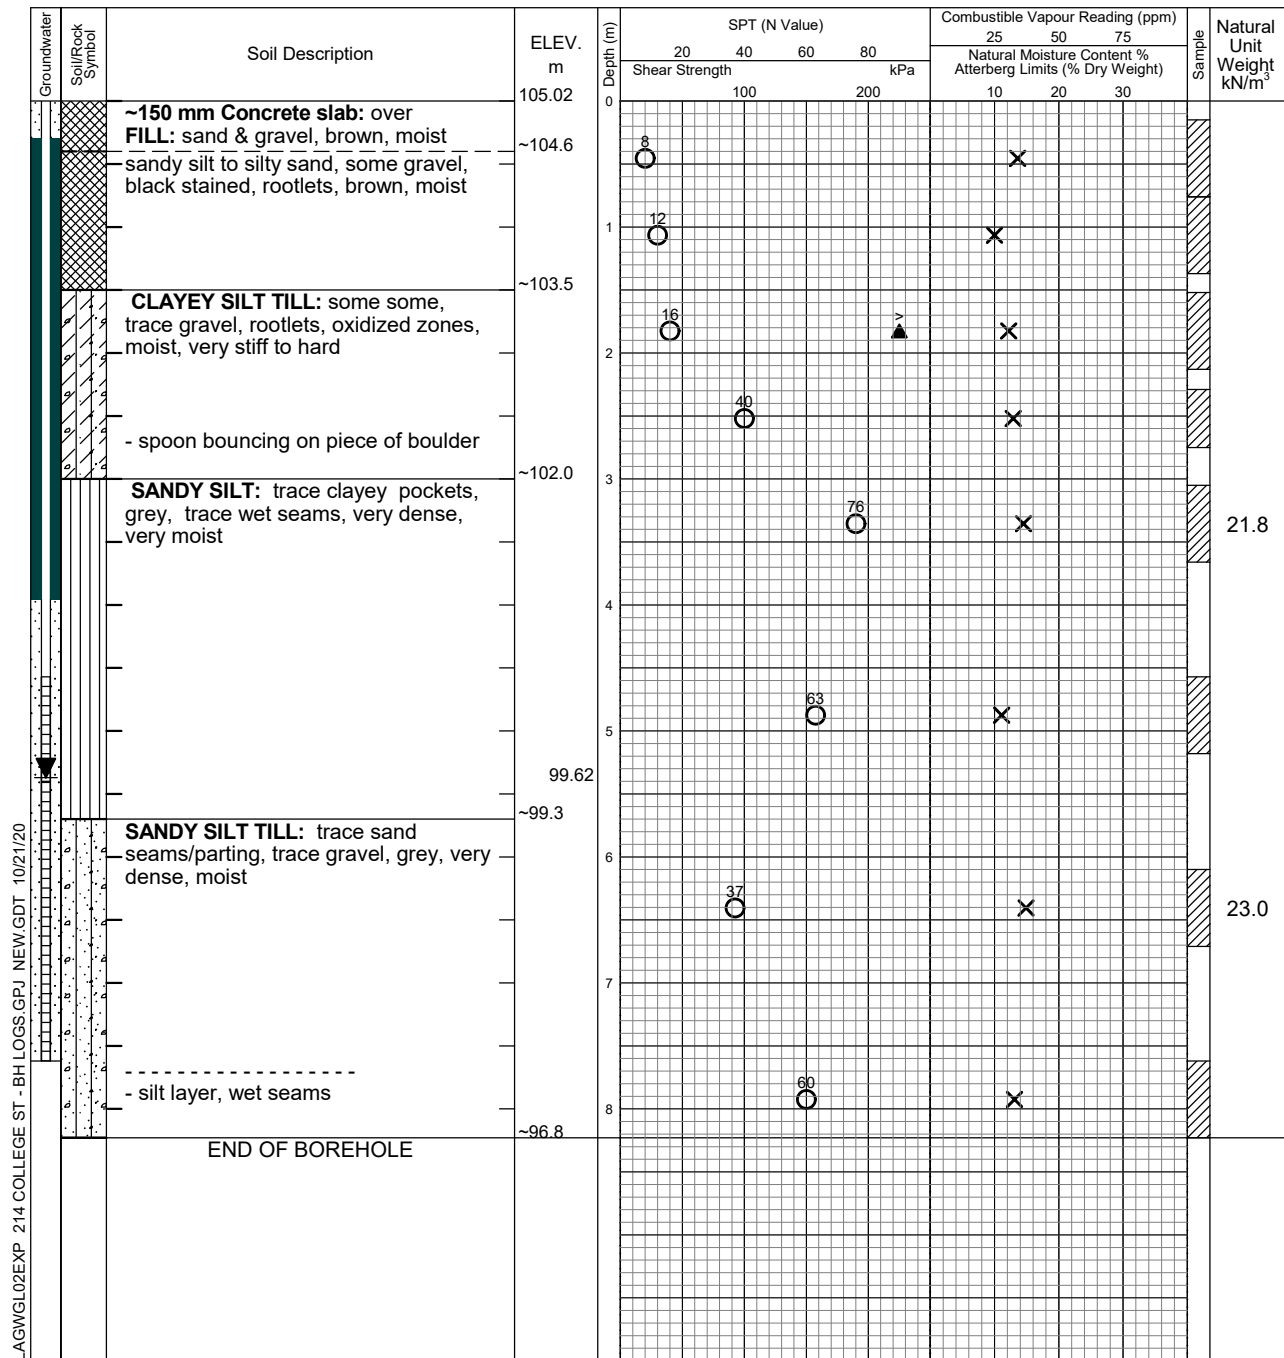 Groundwater
Soil/Rock
Symbol
Soil Description
ELEV.
m
Depth (m)
SPT (N Value)
20 40 60 80
Shear Strength kPa
100 200
Combustible Vapour Reading (ppm)
25 50 75
Natural Moisture Content %
Atterberg Limits (% Dry Weight)
10 20 30
Sample
Natural
Unit
Weight
kN/m³
105.02
0
~150 mm Concrete slab: over
FILL: sand & gravel, brown, moist
~104.6
sandy silt to silty sand, some gravel,
black stained, rootlets, brown, moist
8
12
1
~103.5
CLAYEY SILT TILL: some some,
trace gravel, rootlets, oxidized zones,
moist, very stiff to hard
16
>
2
40
- spoon bouncing on piece of boulder
~102.0
3
SANDY SILT: trace clayey pockets,
grey, trace wet seams, very dense,
very moist
76
21.8
4
63
5
99.62
~99.3
SANDY SILT TILL: trace sand
seams/parting, trace gravel, grey, very
dense, moist
6
37
23.0
7
- silt layer, wet seams
60
8
~96.8
END OF BOREHOLE
LAGWGL02EXP 214 COLLEGE ST - BH LOGS.GPJ NEW.GDT 10/21/20